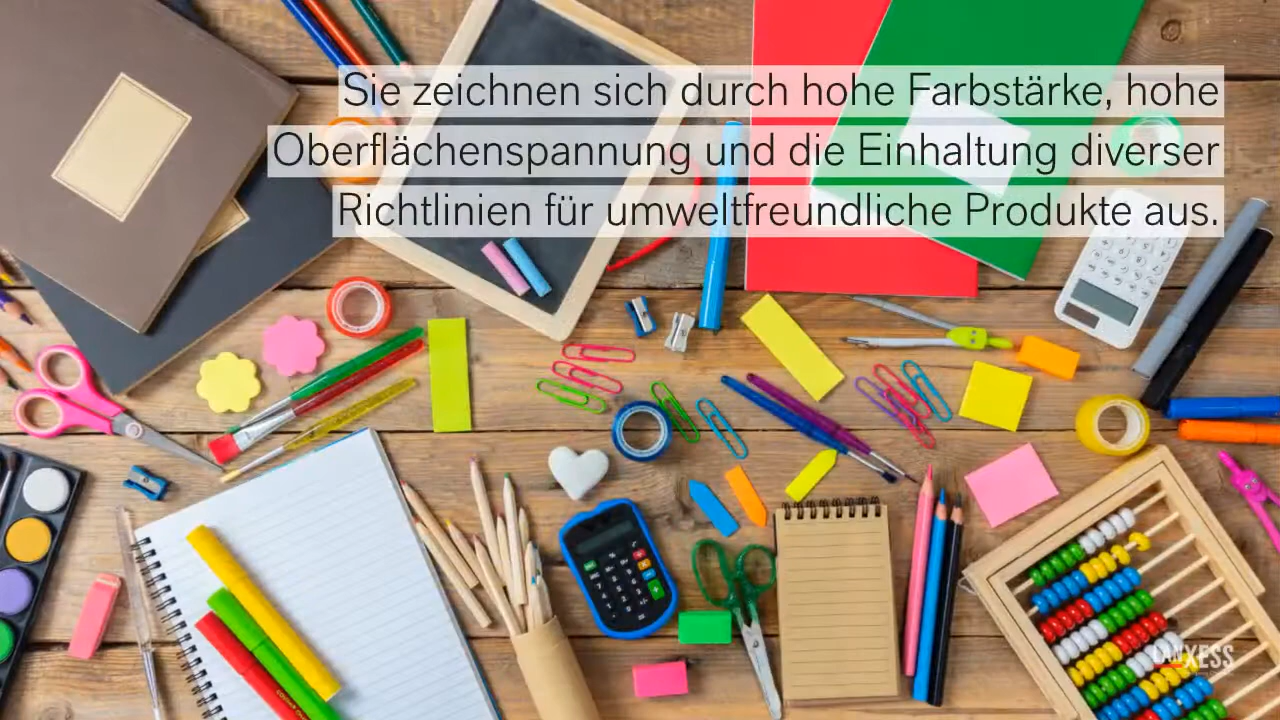 Sie zeichnen sich durch hohe Farbstärke, hohe
Oberflächenspannung und die Einhaltung diverser
Richtlinien für umweltfreundliche Produkte aus.
LANXESS